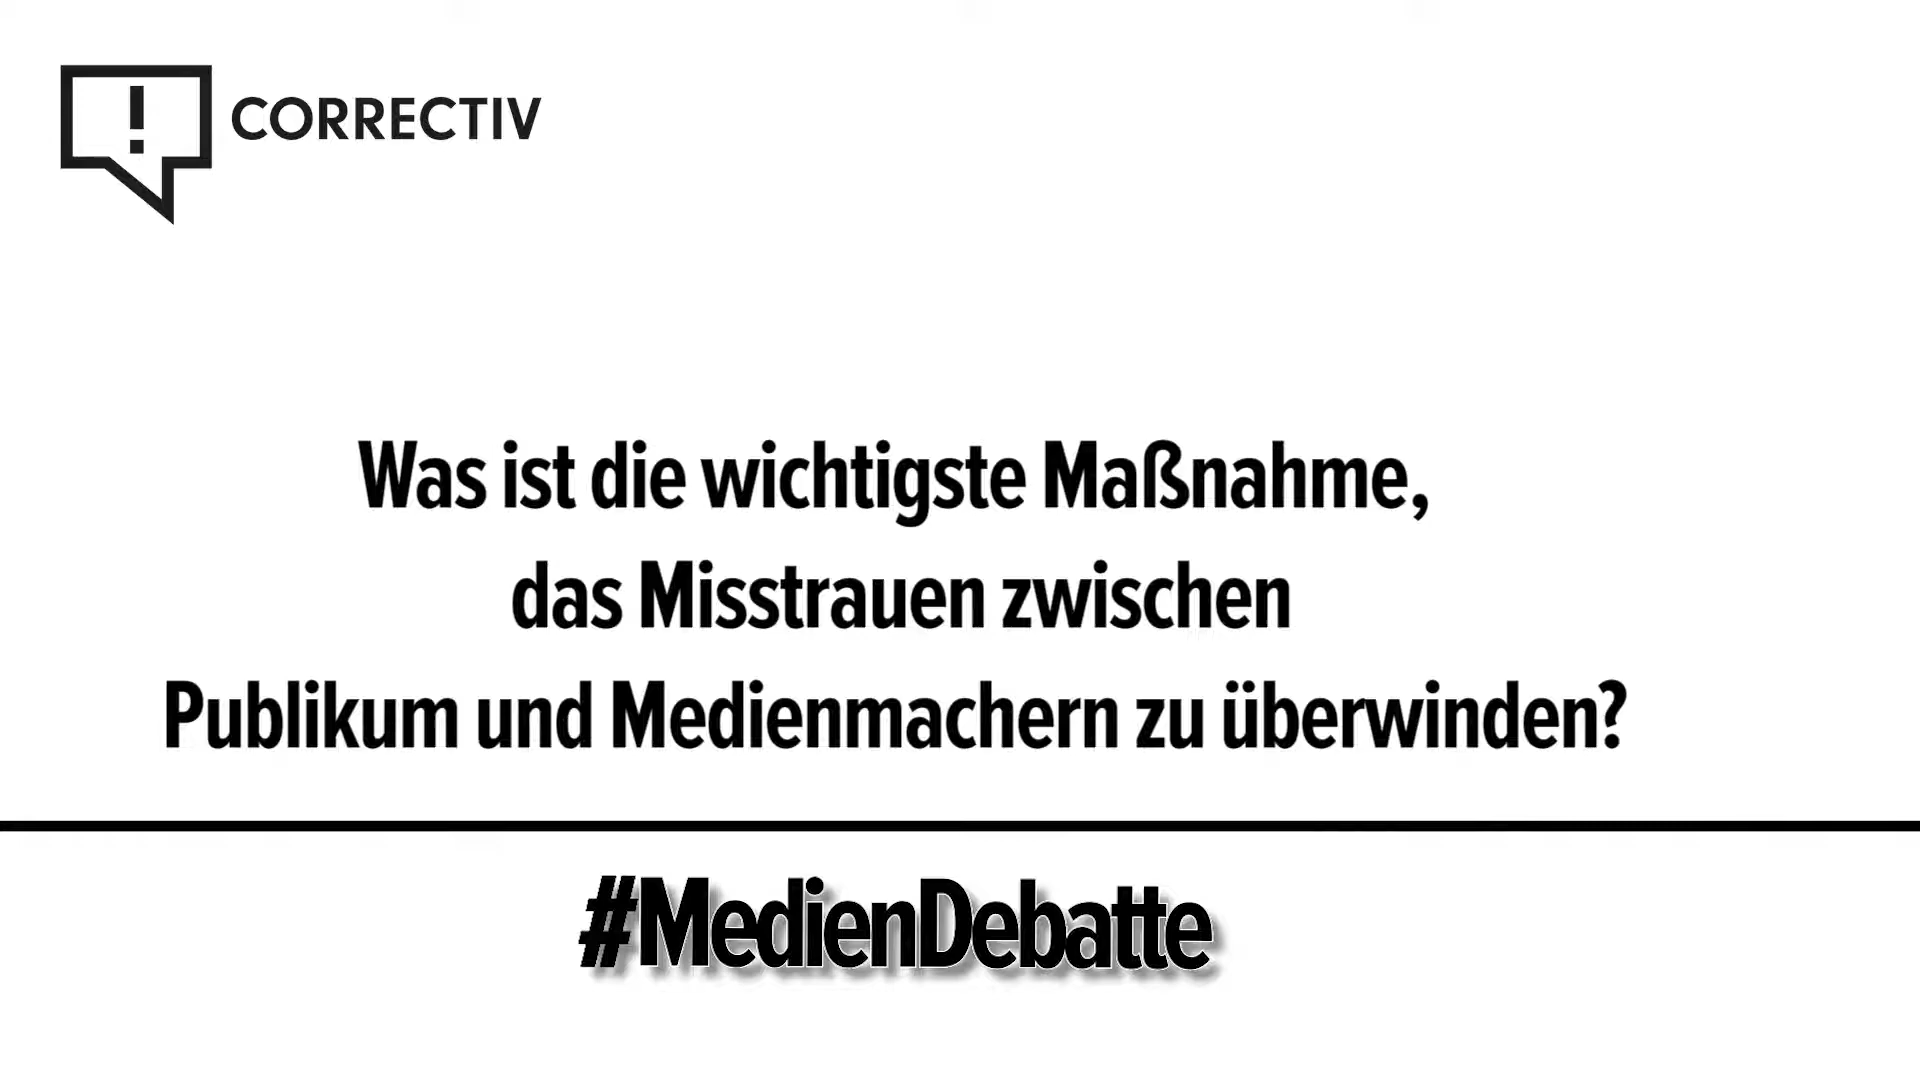 ! CORRECTIV
Was ist die wichtigste Maßnahme,
das Misstrauen zwischen
Publikum und Medienmachern zu überwinden?
#MedienDebatte